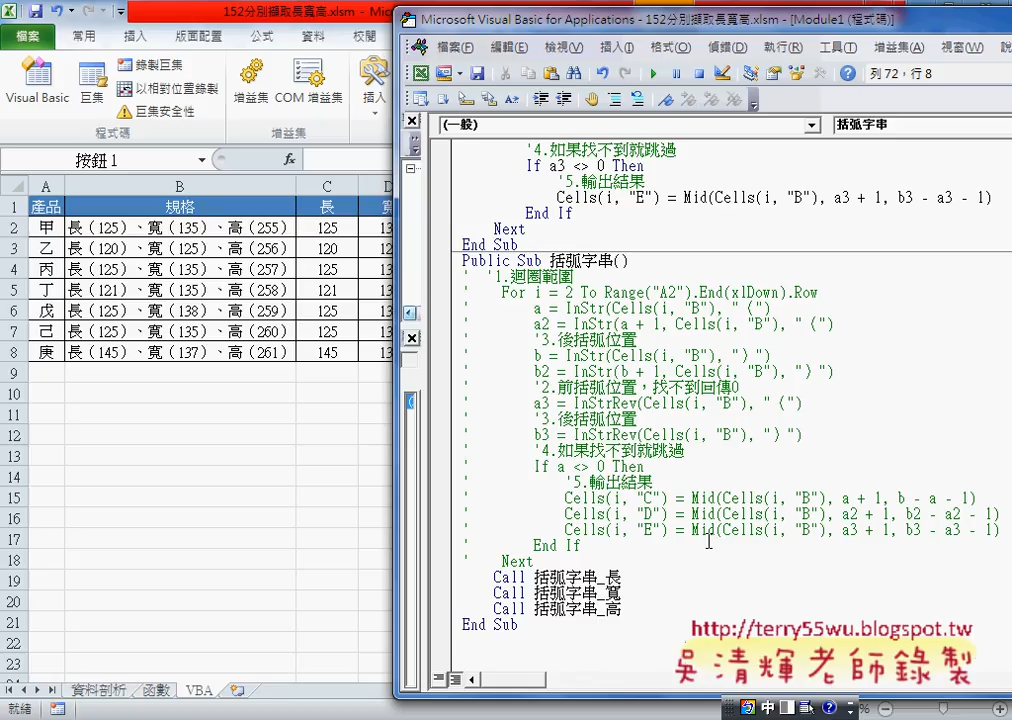 152分別擷取長寬高.xlsm - Mi
Microsoft Visual Basic for Applications - 152分別擷取長寬高.xlsm - [Module1 (程式碼)]
檔案 常用 插入 版面配置 公式 資料 校閱
檔案(F) 編輯(E) 檢視(V) 插入(I) 格式(O) 偵錯(D) 執行(R) 工具(T) 增益集(A) 視窗(W)
列 72，行 8
Visual Basic 巨集 錄製巨集 以相對位置錄製 巨集安全性 增益集 COM 增益集 插入
程式碼 增益集
(一般) 括弧字串
按鈕 1 fx
A B C D
1 產品 規格 長 寬
2 甲 長（125）、寬（135）、高（255） 125 13
3 乙 長（120）、寬（125）、高（256） 120 12
4 丙 長（125）、寬（135）、高（257） 125 13
5 丁 長（121）、寬（135）、高（258） 121 13
6 戊 長（125）、寬（138）、高（259） 125 13
7 己 長（125）、寬（135）、高（260） 125 13
8 庚 長（145）、寬（137）、高（261） 145 13
9
10
11
12
13
14
15
16
17
18
19
20
21
22
23
'4.如果找不到就跳過
If a3 <> 0 Then
'5.輸出結果
Cells(i, "E") = Mid(Cells(i, "B"), a3 + 1, b3 - a3 - 1)
End If
Next
End Sub
Public Sub 括弧字串()
' '1.迴圈範圍
' For i = 2 To Range("A2").End(xlDown).Row
' a = InStr(Cells(i, "B"), "（")
' a2 = InStr(a + 1, Cells(i, "B"), "（")
' '3.後括弧位置
' b = InStr(Cells(i, "B"), "）")
' b2 = InStr(b + 1, Cells(i, "B"), "）")
' '2.前括弧位置，找不到回傳0
' a3 = InStrRev(Cells(i, "B"), "（")
' '3.後括弧位置
' b3 = InStrRev(Cells(i, "B"), "）")
' '4.如果找不到就跳過
' If a <> 0 Then
' '5.輸出結果
' Cells(i, "C") = Mid(Cells(i, "B"), a + 1, b - a - 1)
' Cells(i, "D") = Mid(Cells(i, "B"), a2 + 1, b2 - a2 - 1)
' Cells(i, "E") = Mid(Cells(i, "B"), a3 + 1, b3 - a3 - 1)
' End If
' Next
Call 括弧字串_長
Call 括弧字串_寬
Call 括弧字串_高
End Sub
http://terry55wu.blogspot.tw
吳清輝老師錄製
資料剖析 函數 VBA
就緒
中
%